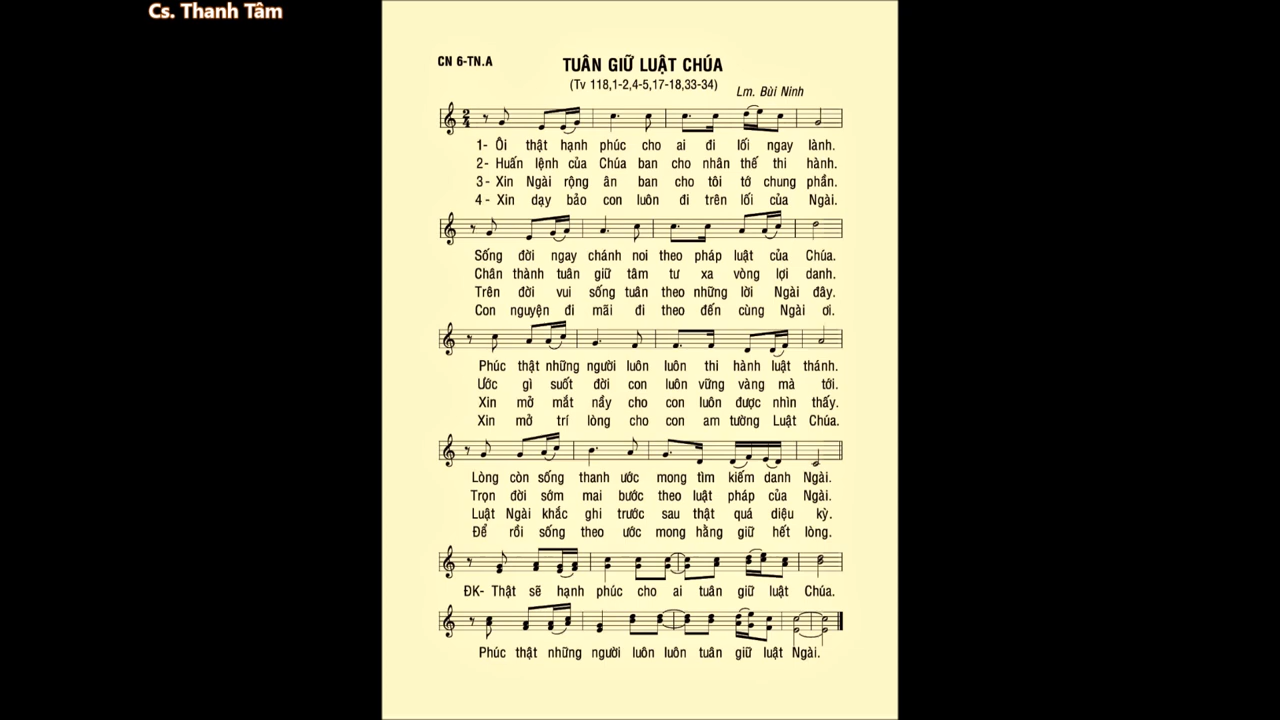 Cs. Thanh Tâm
CN 6-TN.A
TUÂN GIỮ LUẬT CHÚA
(Tv 118,1-2,4-5,17-18,33-34)
Lm. Bùi Ninh
1- Ôi thật hạnh phúc cho ai đi lối ngay lành.
2- Huấn lệnh của Chúa ban cho nhân thế thi hành.
3- Xin Ngài rộng ân ban cho tôi tớ chung phần.
4- Xin dạy bảo con luôn đi trên lối của Ngài.
Sống đời ngay chánh noi theo pháp luật của Chúa.
Chân thành tuân giữ tâm tư xa vòng lợi danh.
Trên đời vui sống tuân theo những lời Ngài đây.
Con nguyện đi mãi đi theo đến cùng Ngài ơi.
Phúc thật những người luôn luôn thi hành luật thánh.
Ước gì suốt đời con luôn vững vàng mà tới.
Xin mở mắt nầy cho con luôn được nhìn thấy.
Xin mở trí lòng cho con am tường Luật Chúa.
Lòng còn sống thanh ước mong tìm kiếm danh Ngài.
Trọn đời sớm mai bước theo luật pháp của Ngài.
Luật Ngài khắc ghi trước sau thật quá diệu kỳ.
Để rồi sống theo ước mong hằng giữ hết lòng.
ĐK- Thật sẽ hạnh phúc cho ai tuân giữ luật Chúa.
Phúc thật những người luôn luôn tuân giữ luật Ngài.